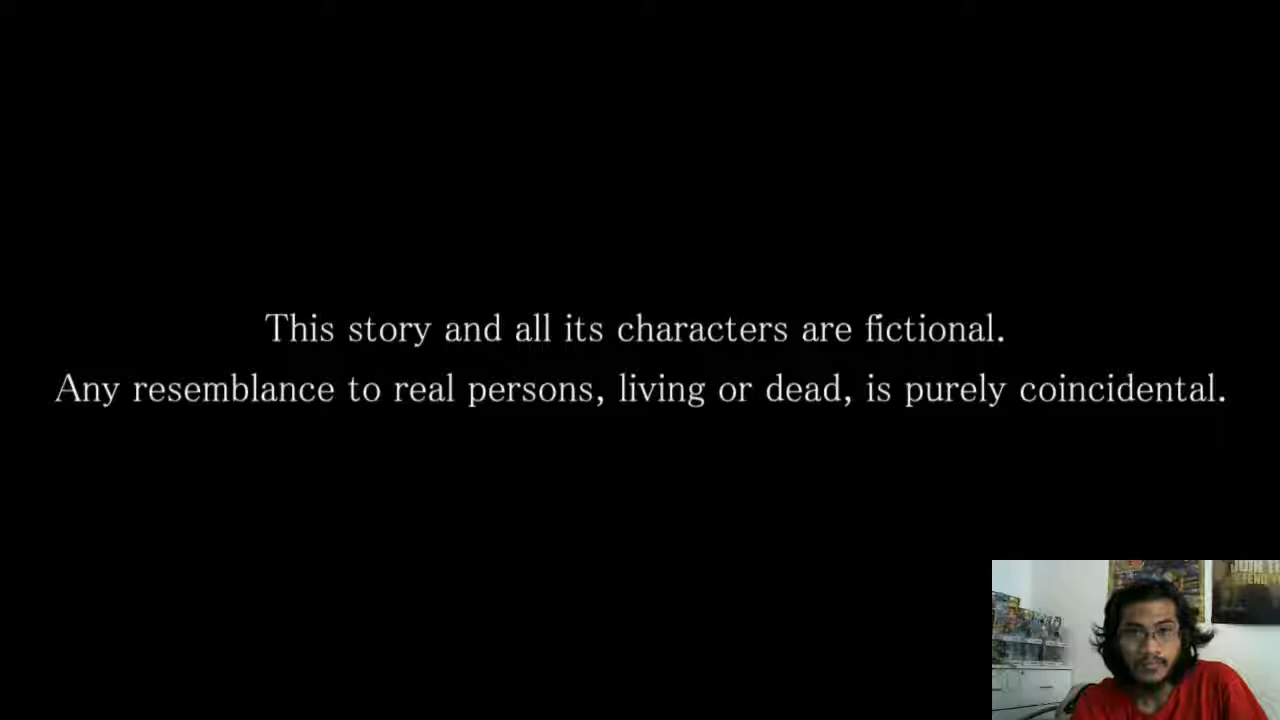 This story and all its characters are fictional.
Any resemblance to real persons, living or dead, is purely coincidental.
JOIN